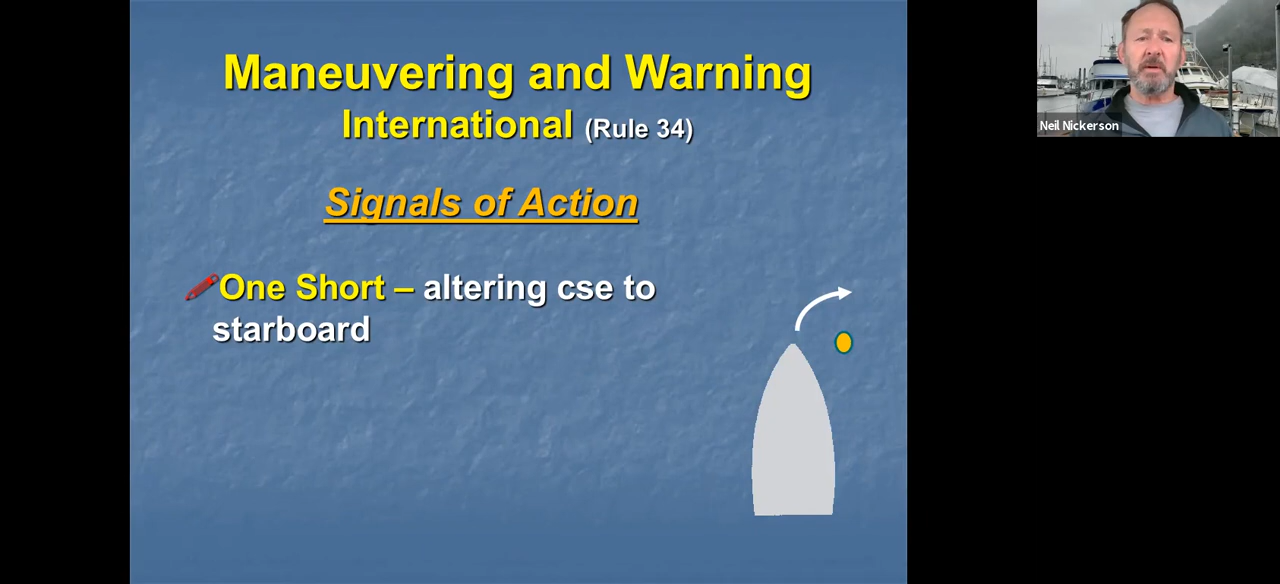 Maneuvering and Warning
International (Rule 34)
Signals of Action
One Short – altering cse to
starboard
Neil Nickerson